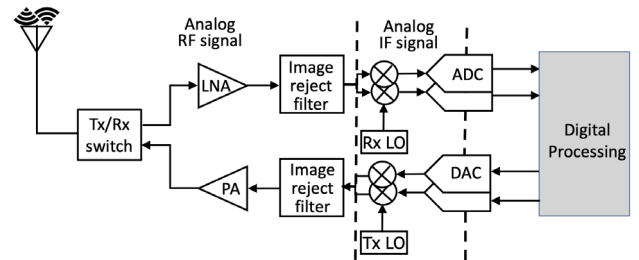 Analog
RF signal
Analog
IF signal
LNA
Image
reject
filter
ADC
Tx/Rx
switch
Rx LO
Digital
Processing
PA
Image
reject
filter
DAC
Tx LO